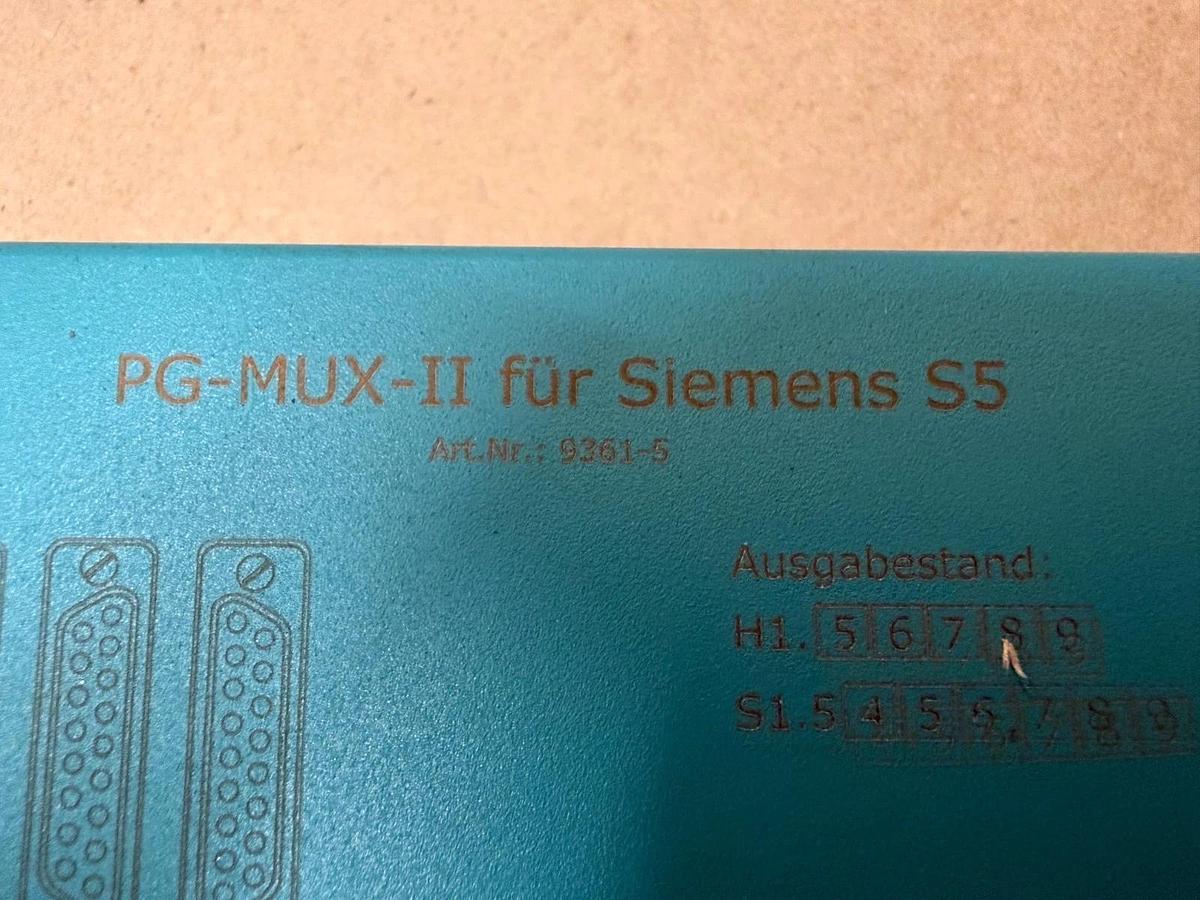 PG-MUX-II für Siemens S5
Art.Nr.: 9361-5
Ausgabestand:
H1. 5 6 7 8 9
S1.5 4 5 6 7 8 9